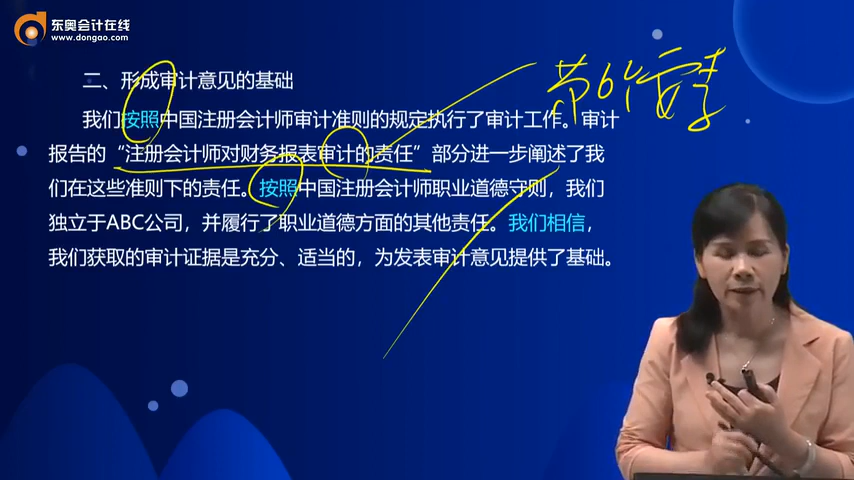 东奥会计在线
www.dongao.com
二、形成审计意见的基础
我们按照中国注册会计师审计准则的规定执行了审计工作。审计
报告的“注册会计师对财务报表审计的责任”部分进一步阐述了我
们在这些准则下的责任。按照中国注册会计师职业道德守则，我们
独立于ABC公司，并履行了职业道德方面的其他责任。我们相信，
我们获取的审计证据是充分、适当的，为发表审计意见提供了基础。